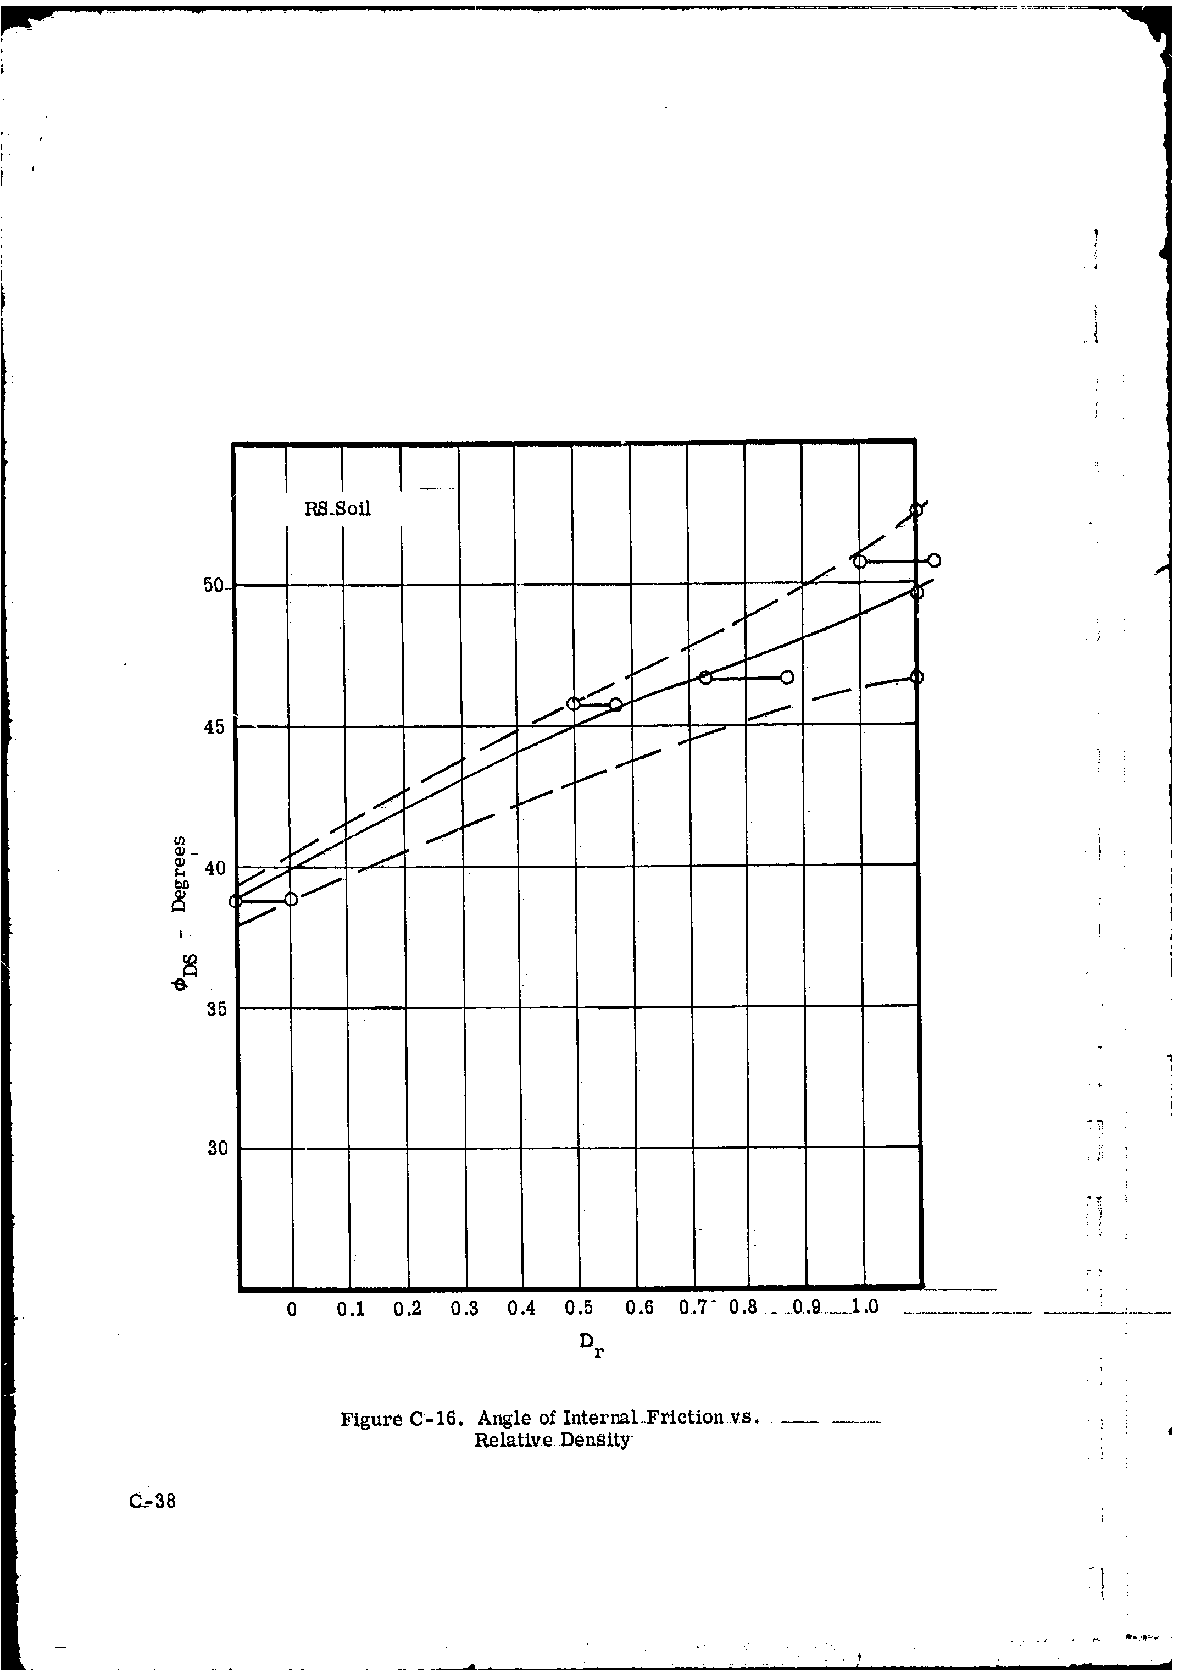 RS Soil
50
45
40
35
30
ΦDS - Degrees
0 0.1 0.2 0.3 0.4 0.5 0.6 0.7 0.8 0.9 1.0
Dr
Figure C-16. Angle of Internal Friction vs.
Relative Density
C-38